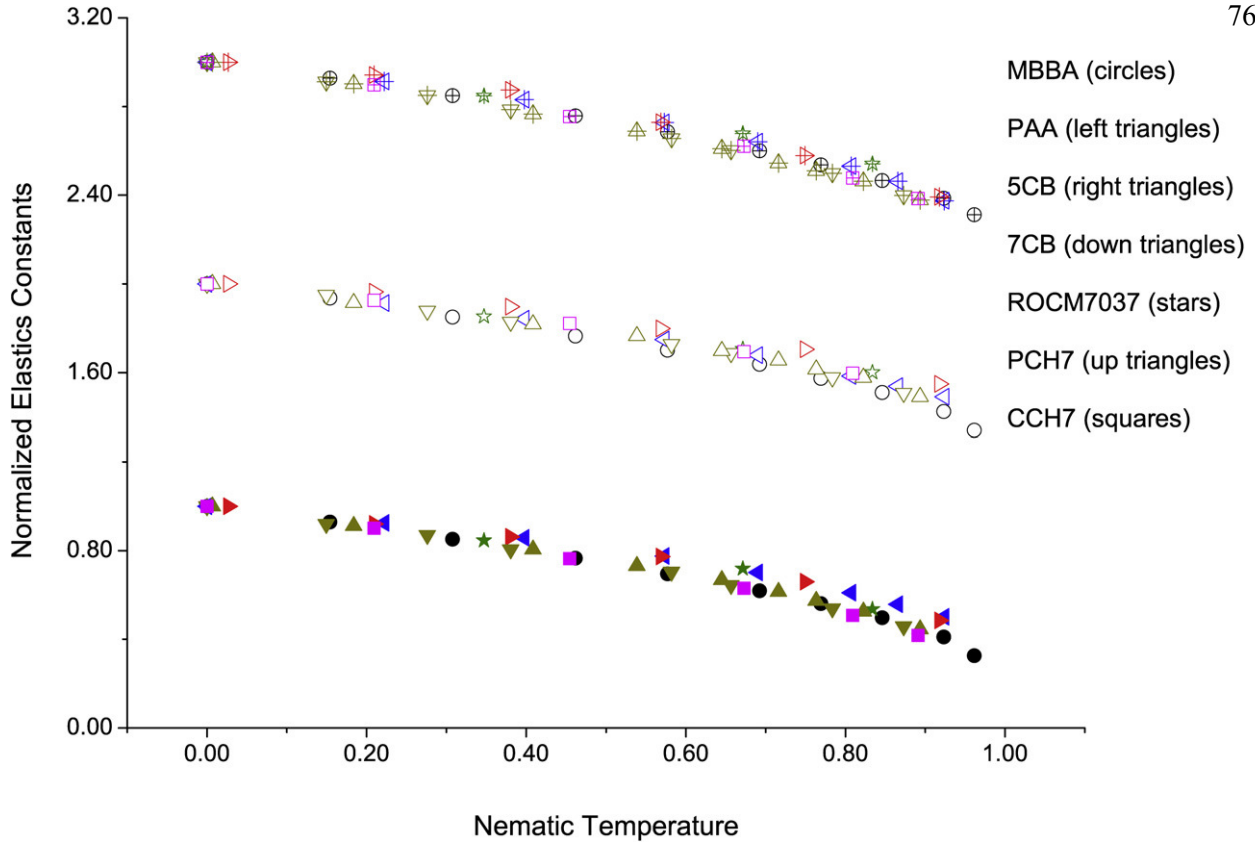 76
3.20
2.40
1.60
0.80
0.00
Normalized Elastics Constants
0.00 0.20 0.40 0.60 0.80 1.00
Nematic Temperature
MBBA (circles)
PAA (left triangles)
5CB (right triangles)
7CB (down triangles)
ROCM7037 (stars)
PCH7 (up triangles)
CCH7 (squares)